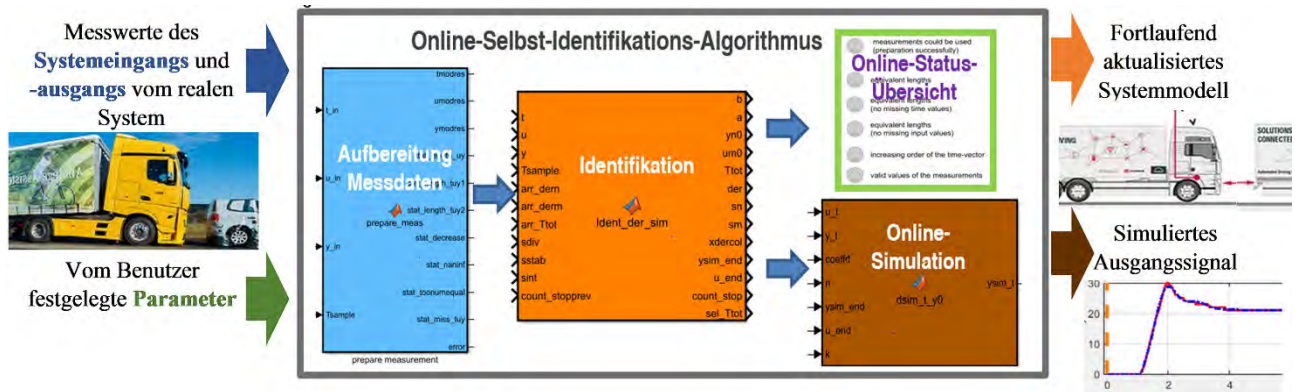 Messwerte des
Systemeingangs und
-ausgangs vom realen
System
Vom Benutzer
festgelegte Parameter
Online-Selbst-Identifikations-Algorithmus
t_in
u_in
y_in
Tsample
Aufbereitung
Messdaten
prepare_meas
tmodres
umodres
ymodres
stat_length_tuy2
stat_decrease
stat_naninf
stat_toonumequal
stat_miss_tuy
error
prepare measurement
t
u
y
Tsample
arr_dern
arr_derm
arr_Ttot
sdiv
sstab
sint
count_stopprev
Identifikation
Ident_der_sim
b
a
yn0
um0
Ttot
der
sn
sm
xdercol
ysim_end
u_end
count_stop
sel_Ttot
measurements could be used
(preparation successfully)
Online-Status-
Übersicht
equivalent lengths
equivalent lengths
(no missing time values)
equivalent lengths
(no missing input values)
increasing order of the time-vector
valid values of the measurements
u_t
y_t
coeffd
n
ysim_end
u_end
k
Online-
Simulation
dsim_t_y0
ysim_t
Fortlaufend
aktualisiertes
Systemmodell
SOLUTIONS
CONNECTED
Simuliertes
Ausgangssignal
30
20
10
0
0
2
4